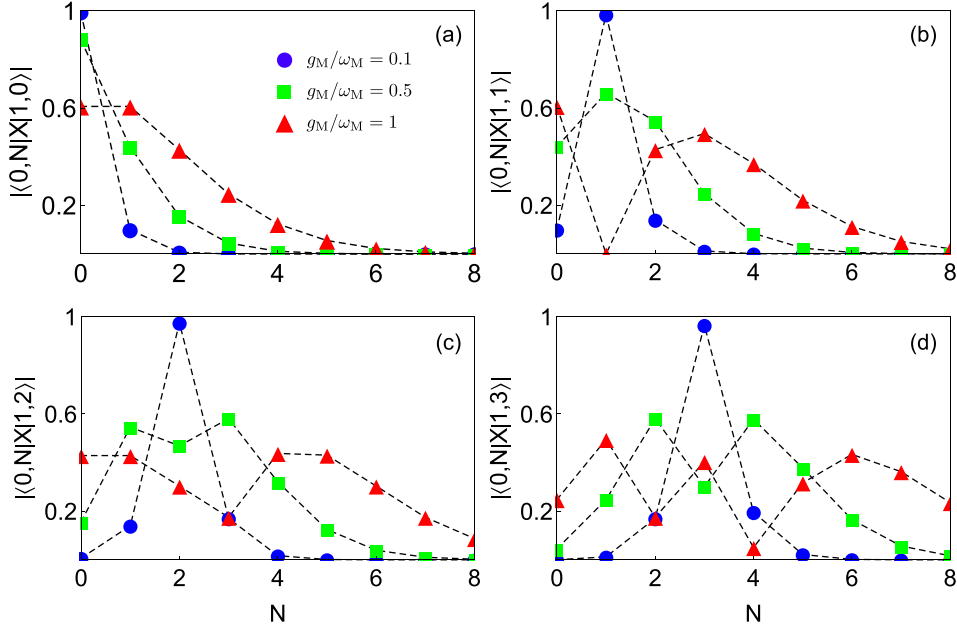 1
0.6
0.2
0 2 4 6 8
|⟨0,N|X|1,0⟩|
(a)
g_M/ω_M = 0.1
g_M/ω_M = 0.5
g_M/ω_M = 1
1
0.6
0.2
0 2 4 6 8
|⟨0,N|X|1,1⟩|
(b)
1
0.6
0.2
0 2 4 6 8
|⟨0,N|X|1,2⟩|
(c)
N
1
0.6
0.2
0 2 4 6 8
|⟨0,N|X|1,3⟩|
(d)
N